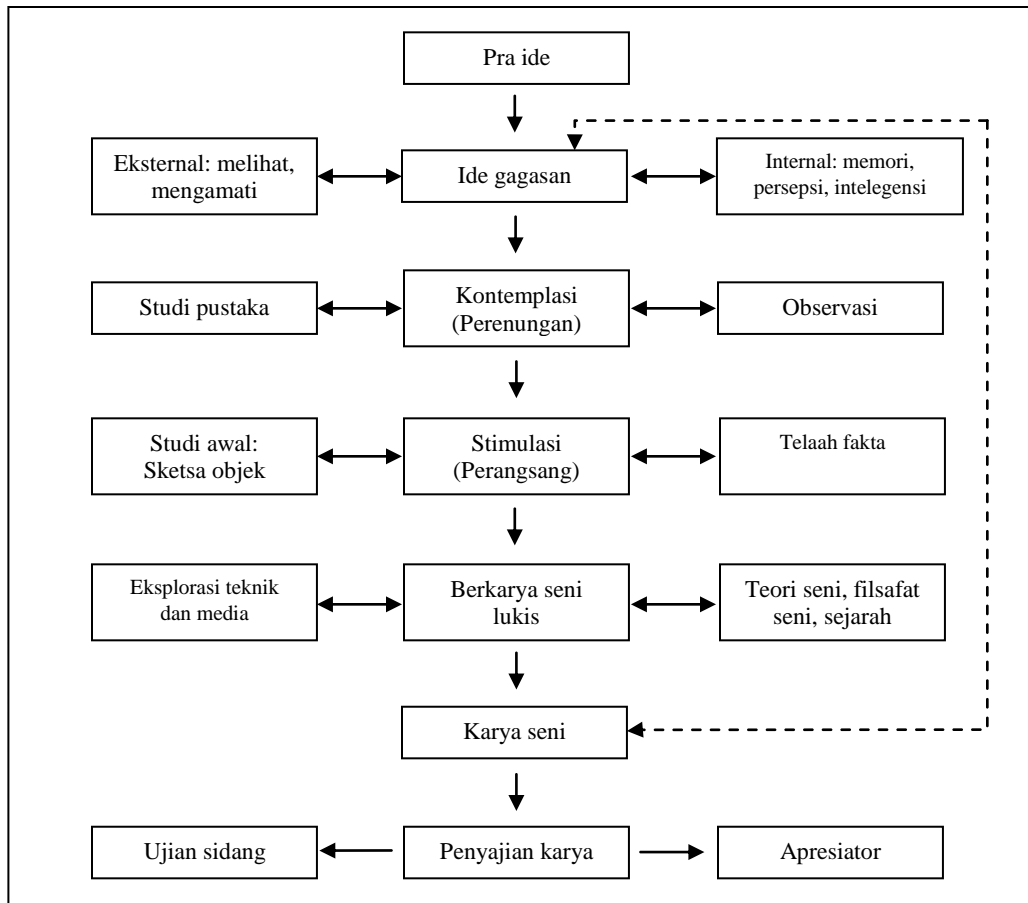 Pra ide
Eksternal: melihat,
mengamati
Ide gagasan
Internal: memori,
persepsi, intelegensi
Studi pustaka
Kontemplasi
(Perenungan)
Observasi
Studi awal:
Sketsa objek
Stimulasi
(Perangsang)
Telaah fakta
Eksplorasi teknik
dan media
Berkarya seni
lukis
Teori seni, filsafat
seni, sejarah
Karya seni
Ujian sidang
Penyajian karya
Apresiator